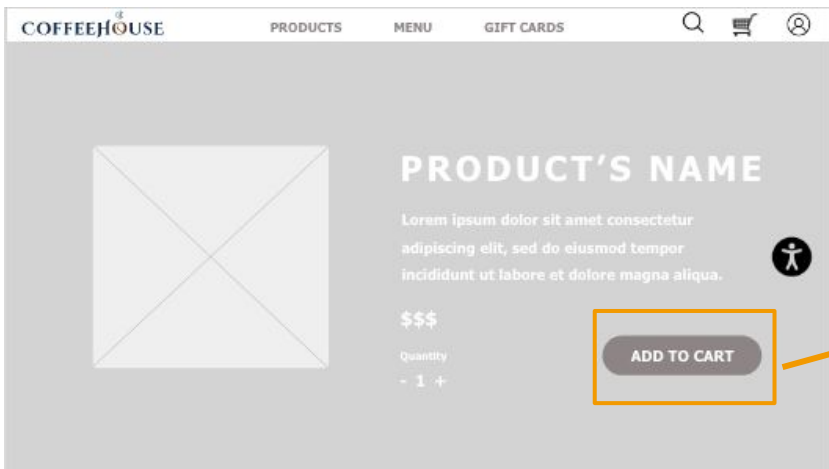 COFFEEHOUSE
PRODUCTS MENU GIFT CARDS
PRODUCT'S NAME
Lorem ipsum dolor sit amet consectetur
adipiscing elit, sed do eiusmod tempor
incididunt ut labore et dolore magna aliqua.
$$$
Quantity
- 1 +
ADD TO CART